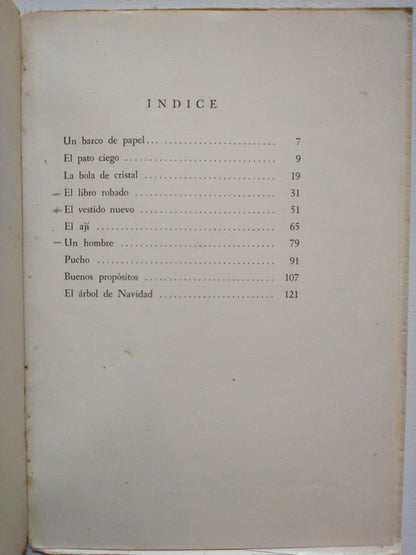 INDICE
Un barco de papel... .......................... 7
El pato ciego .................................. 9
La bola de cristal ............................. 19
El libro robado ................................ 31
El vestido nuevo ............................... 51
El ají ......................................... 65
Un hombre ...................................... 79
Pucho .......................................... 91
Buenos propósitos .............................. 107
El árbol de Navidad ............................ 121